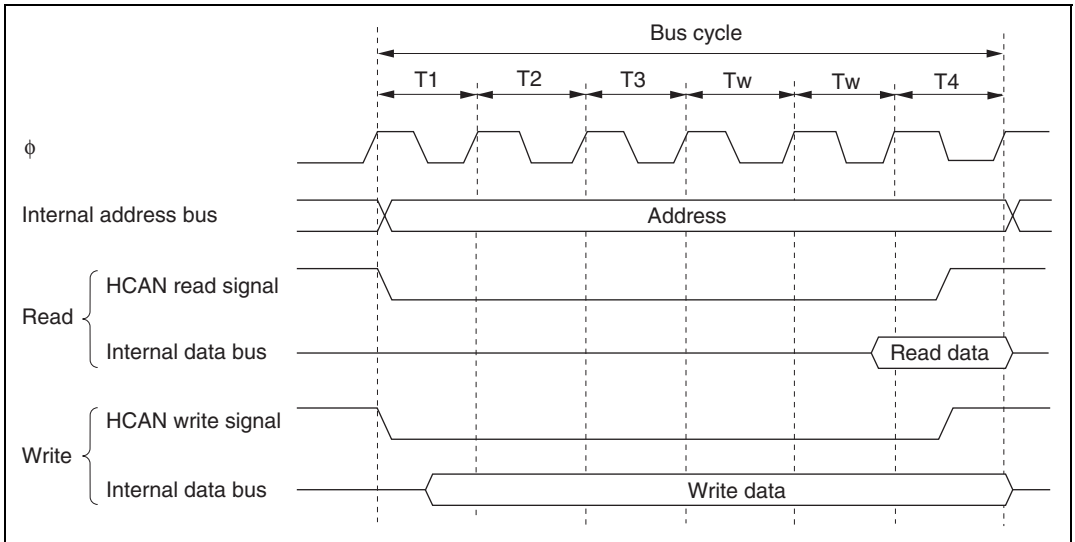 Bus cycle
T1 T2 T3 Tw Tw T4
ϕ
Internal address bus Address
HCAN read signal
Read
Internal data bus Read data
HCAN write signal
Write
Internal data bus Write data